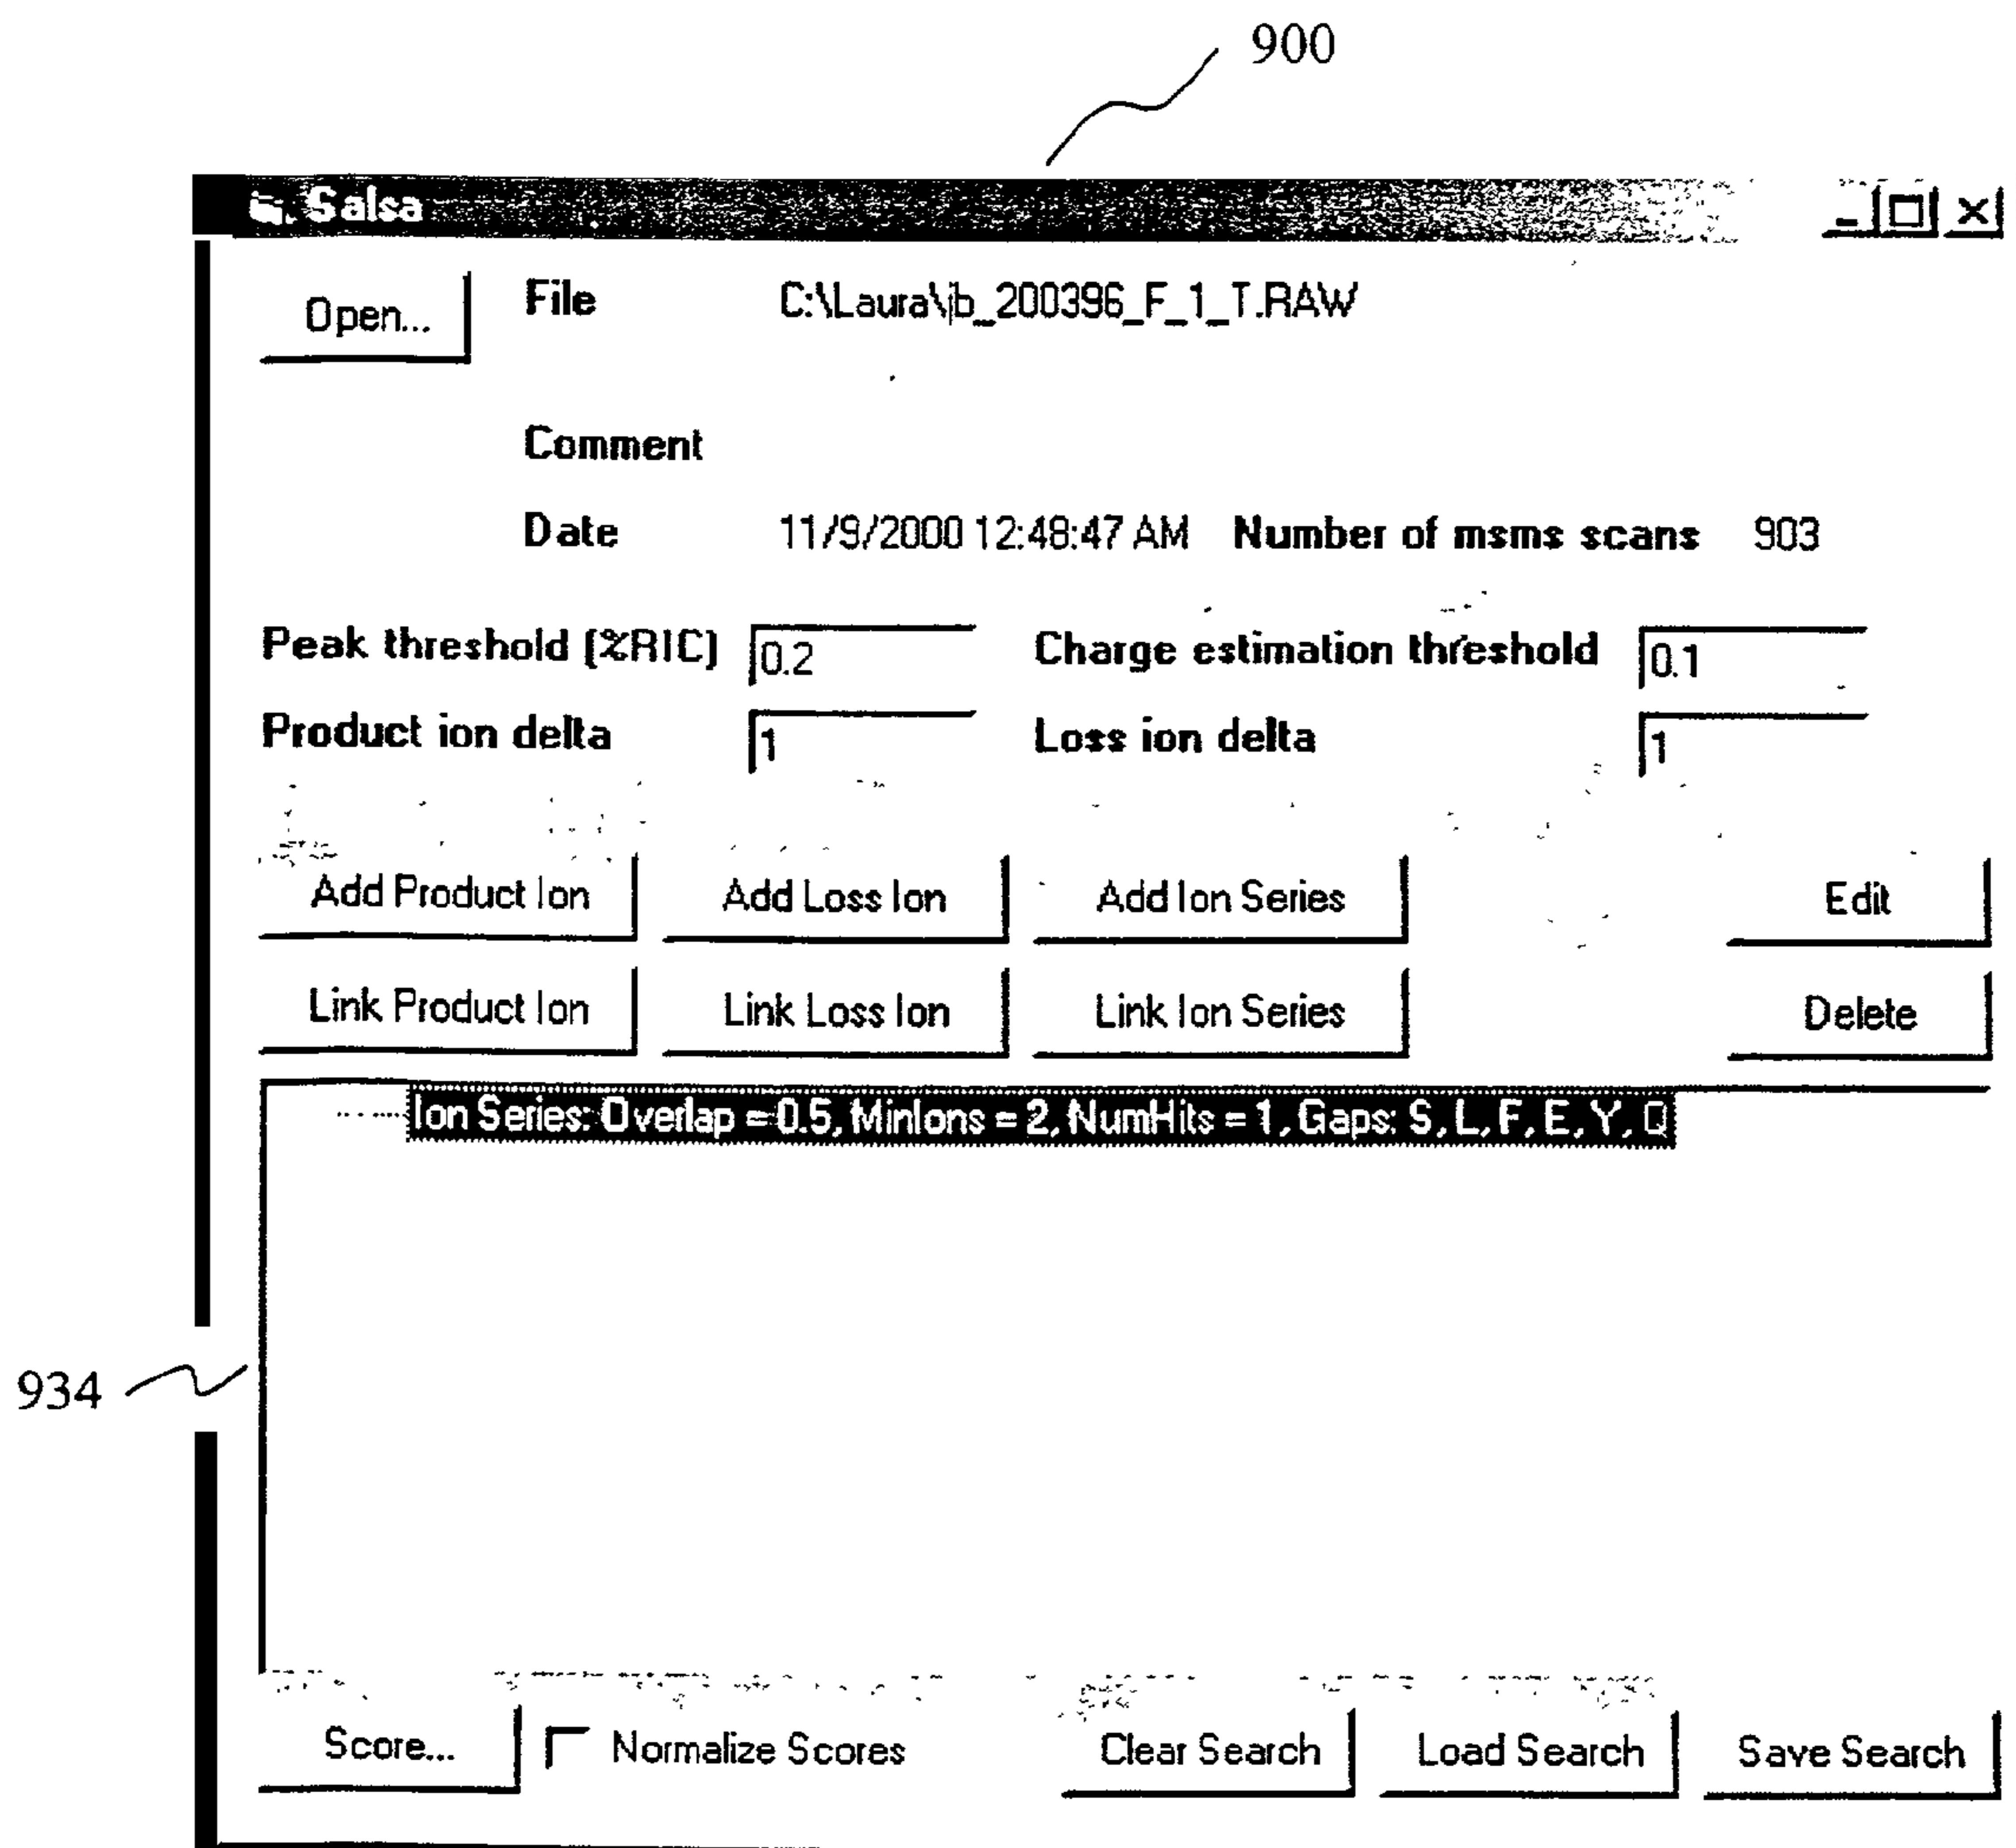 900
Salsa
Open... File C:\Laura\jb_200396_F_1_T.RAW
Comment
Date 11/9/2000 12:48:47 AM Number of msms scans 903
Peak threshold (%RIC) 0.2 Charge estimation threshold 0.1
Product ion delta 1 Loss ion delta 1
Add Product Ion Add Loss Ion Add Ion Series Edit
Link Product Ion Link Loss Ion Link Ion Series Delete
Ion Series: Overlap = 0.5, MinIons = 2, NumHits = 1, Gaps: S, L, F, E, Y, Q
934
Score... Normalize Scores Clear Search Load Search Save Search